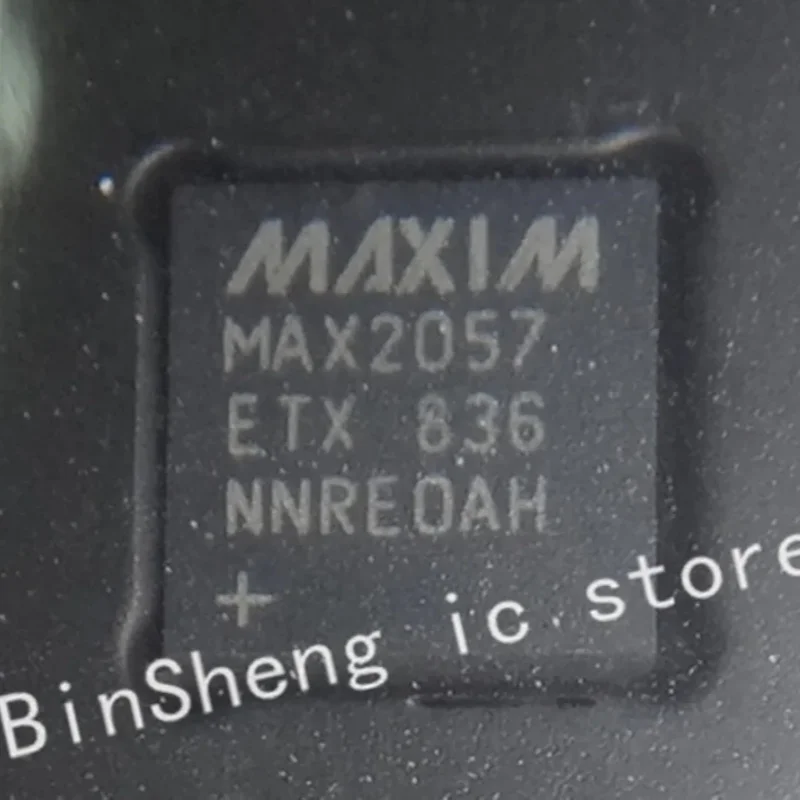 MAXIM
MAX2057
ETX 836
NNREOAH
+
BinSheng ic store